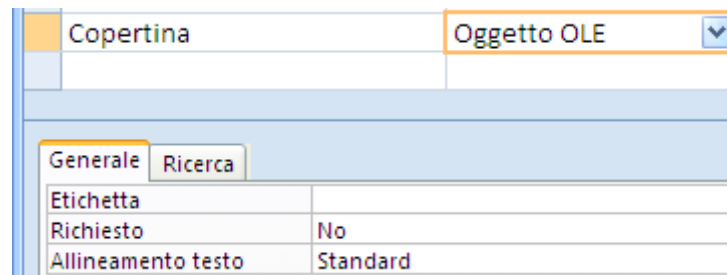 Copertina Oggetto OLE
Generale Ricerca
Etichetta
Richiesto No
Allineamento testo Standard